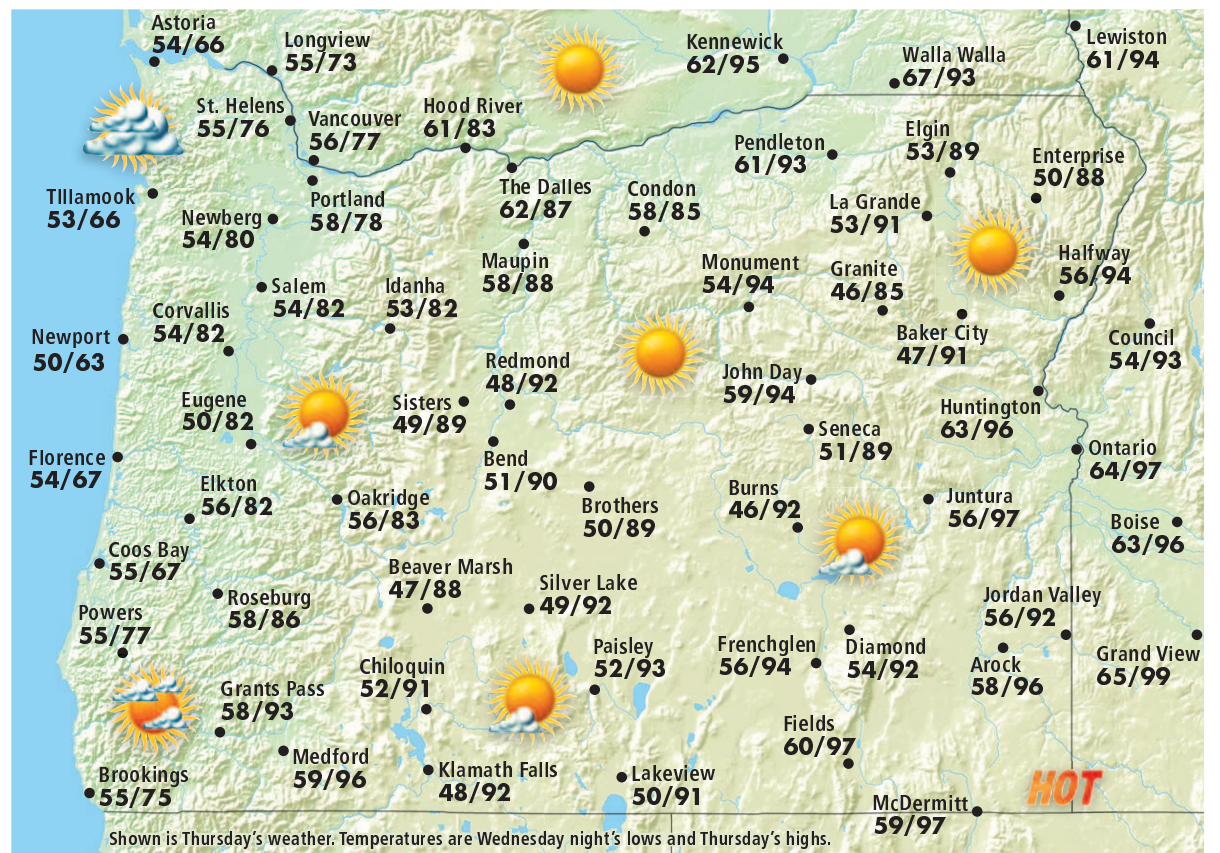 Astoria
54/66
Longview
55/73
Kennewick
62/95
Walla Walla
67/93
Lewiston
61/94
St. Helens
55/76
Vancouver
56/77
Hood River
61/83
Pendleton
61/93
Elgin
53/89
Enterprise
50/88
TIllamook
53/66
Newberg
54/80
Portland
58/78
The Dalles
62/87
Condon
58/85
La Grande
53/91
Maupin
58/88
Monument
54/94
Granite
46/85
Halfway
56/94
Salem
54/82
Idanha
53/82
Corvallis
54/82
Newport
50/63
Baker City
47/91
Council
54/93
Redmond
48/92
John Day
59/94
Eugene
50/82
Sisters
49/89
Huntington
63/96
Seneca
51/89
Ontario
64/97
Florence
54/67
Bend
51/90
Elkton
56/82
Oakridge
56/83
Brothers
50/89
Burns
46/92
Juntura
56/97
Boise
63/96
Coos Bay
55/67
Beaver Marsh
47/88
Silver Lake
49/92
Roseburg
58/86
Jordan Valley
56/92
Powers
55/77
Paisley
52/93
Frenchglen
56/94
Diamond
54/92
Arock
58/96
Grand View
65/99
Chiloquin
52/91
Grants Pass
58/93
Fields
60/97
Medford
59/96
Klamath Falls
48/92
Lakeview
50/91
Brookings
55/75
HOT
McDermitt
59/97
Shown is Thursday's weather. Temperatures are Wednesday night's lows and Thursday's highs.